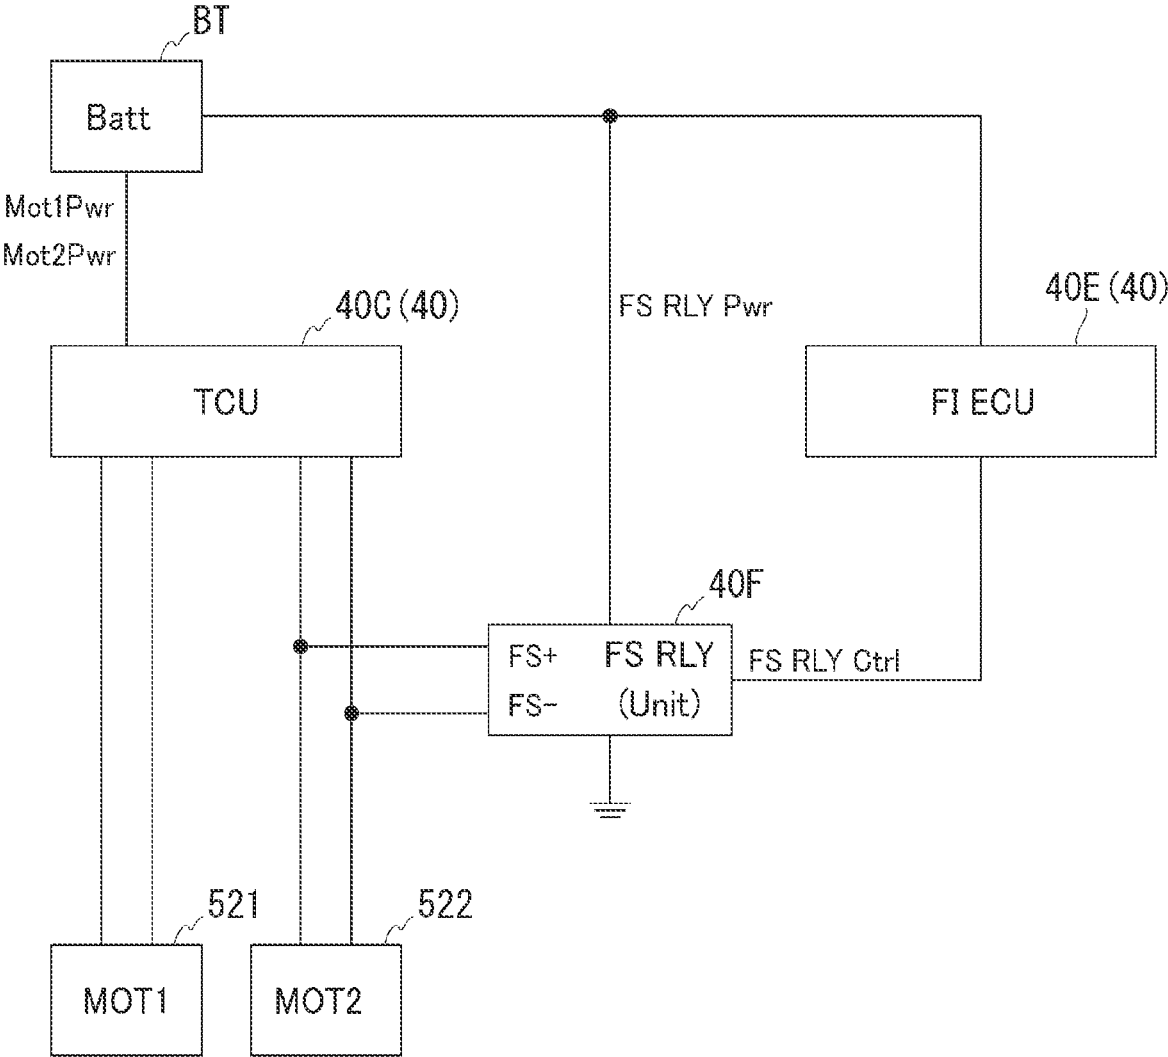 BT
Batt
Mot1Pwr
Mot2Pwr
40C(40)
FS RLY Pwr
40E(40)
TCU
FI ECU
40F
FS+ FS RLY
FS- (Unit)
FS RLY Ctrl
521
522
MOT1
MOT2